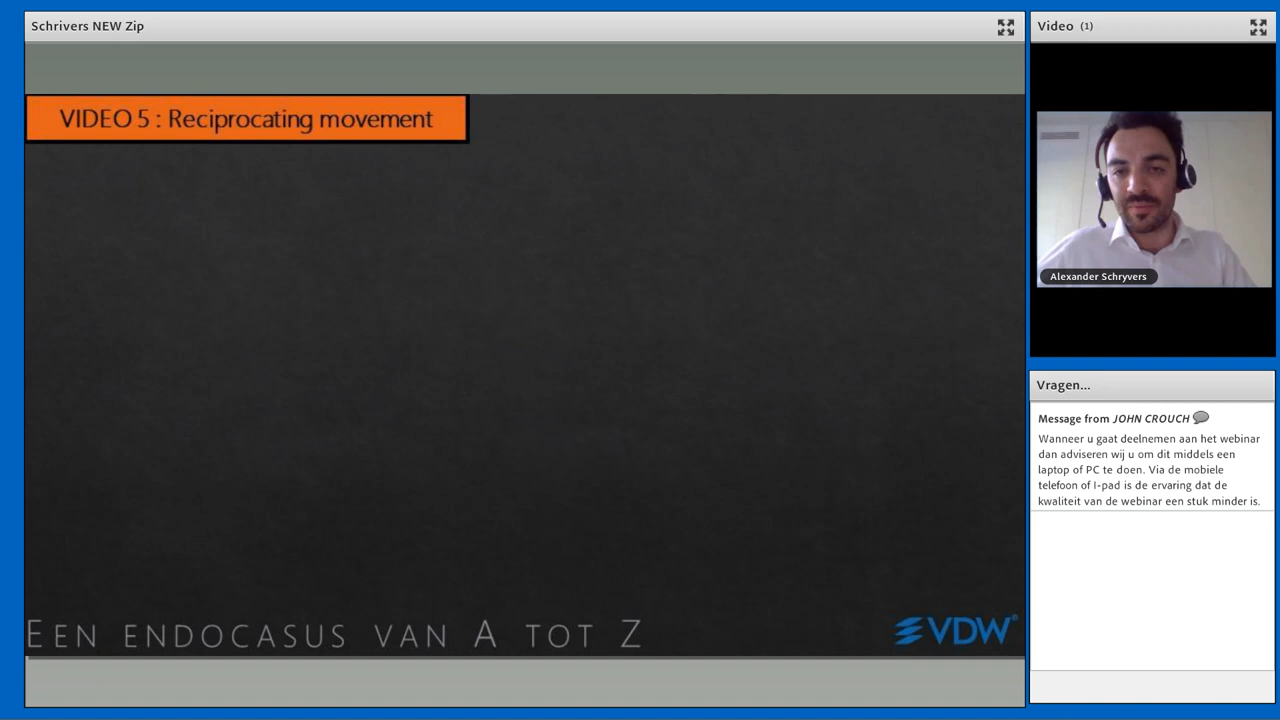 Schrivers NEW Zip
VIDEO 5 : Reciprocating movement
EEN ENDOCASUS VAN A TOT Z
VDW®
Video (1)
Alexander Schryvers
Vragen...
Message from JOHN CROUCH
Wanneer u gaat deelnemen aan het webinar
dan adviseren wij u om dit middels een
laptop of PC te doen. Via de mobiele
telefoon of I-pad is de ervaring dat de
kwaliteit van de webinar een stuk minder is.